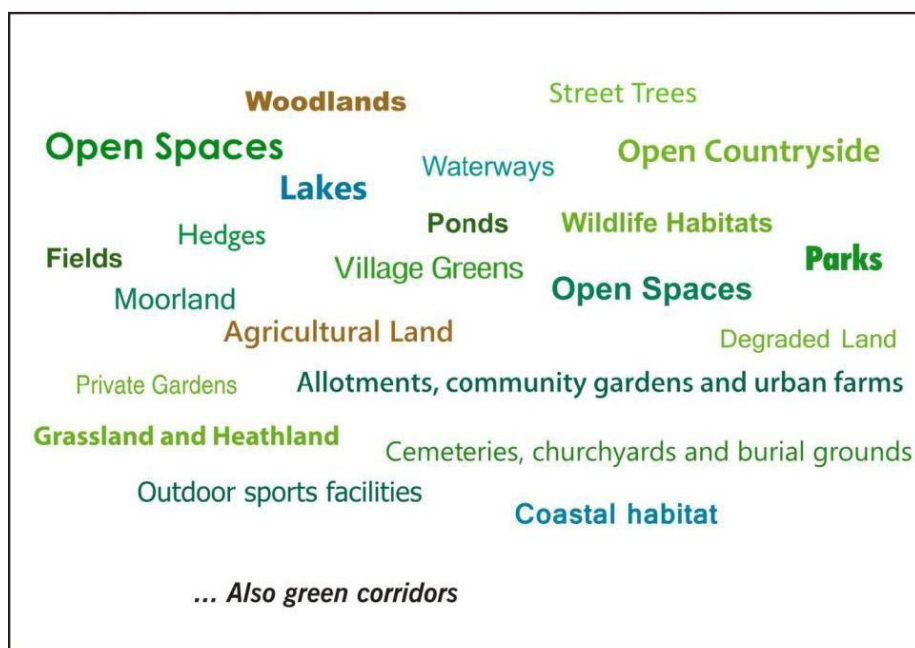 Woodlands
Street Trees
Open Spaces
Waterways
Open Countryside
Lakes
Ponds
Wildlife Habitats
Hedges
Fields
Village Greens
Parks
Moorland
Open Spaces
Agricultural Land
Degraded Land
Private Gardens
Allotments, community gardens and urban farms
Grassland and Heathland
Cemeteries, churchyards and burial grounds
Outdoor sports facilities
Coastal habitat
... Also green corridors